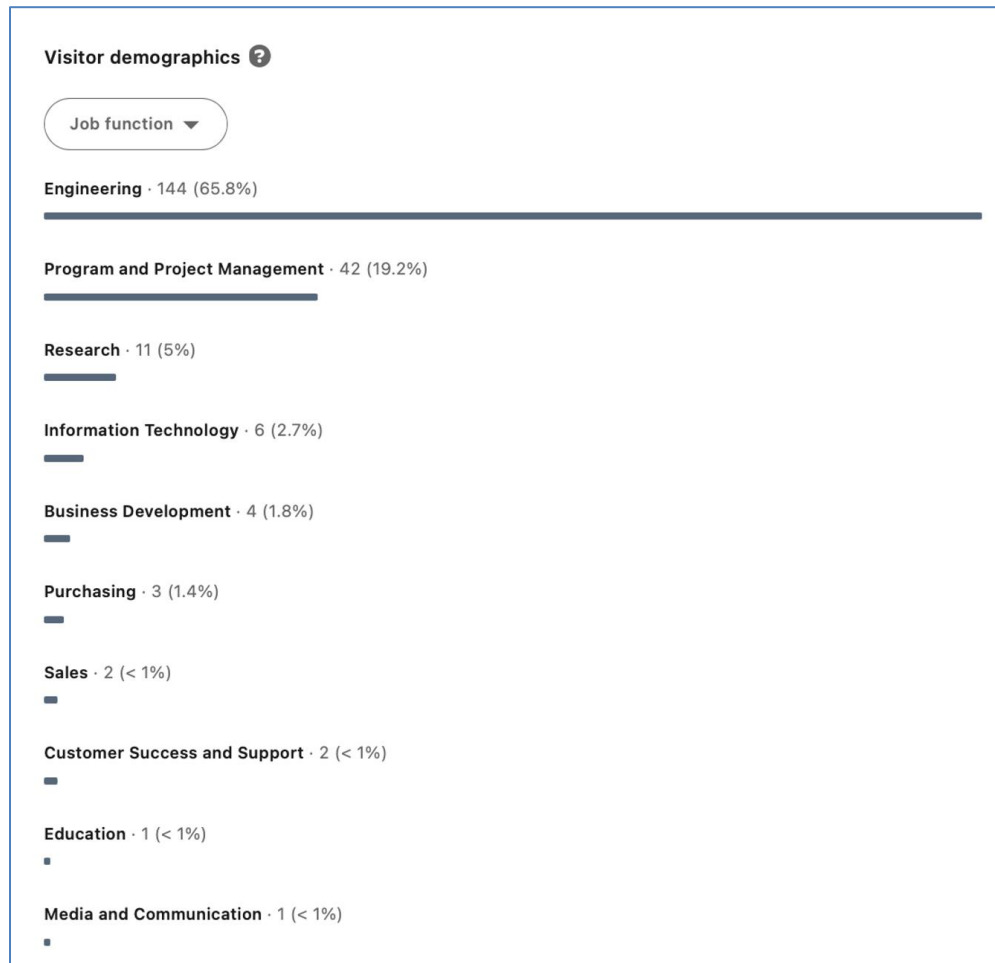 Visitor demographics ?
Job function
Engineering · 144 (65.8%)
Program and Project Management · 42 (19.2%)
Research · 11 (5%)
Information Technology · 6 (2.7%)
Business Development · 4 (1.8%)
Purchasing · 3 (1.4%)
Sales · 2 (< 1%)
Customer Success and Support · 2 (< 1%)
Education · 1 (< 1%)
Media and Communication · 1 (< 1%)